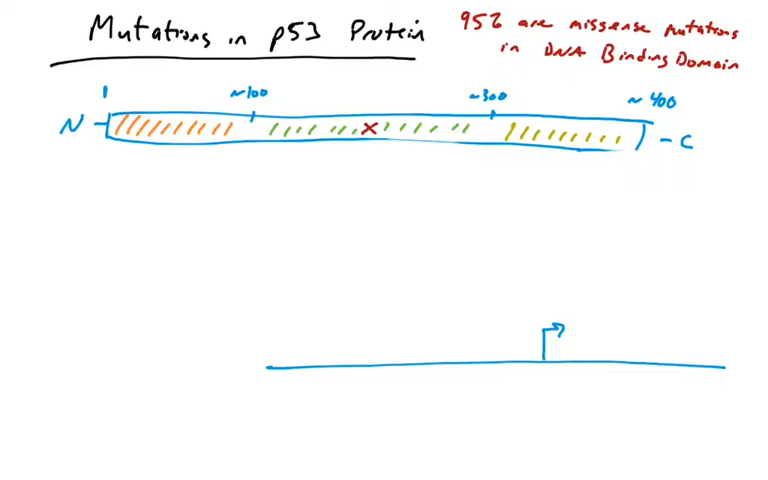 Mutations in p53 Protein
95% are missense mutations
in DNA Binding Domain
1 ~100 ~300 ~400
N - - C